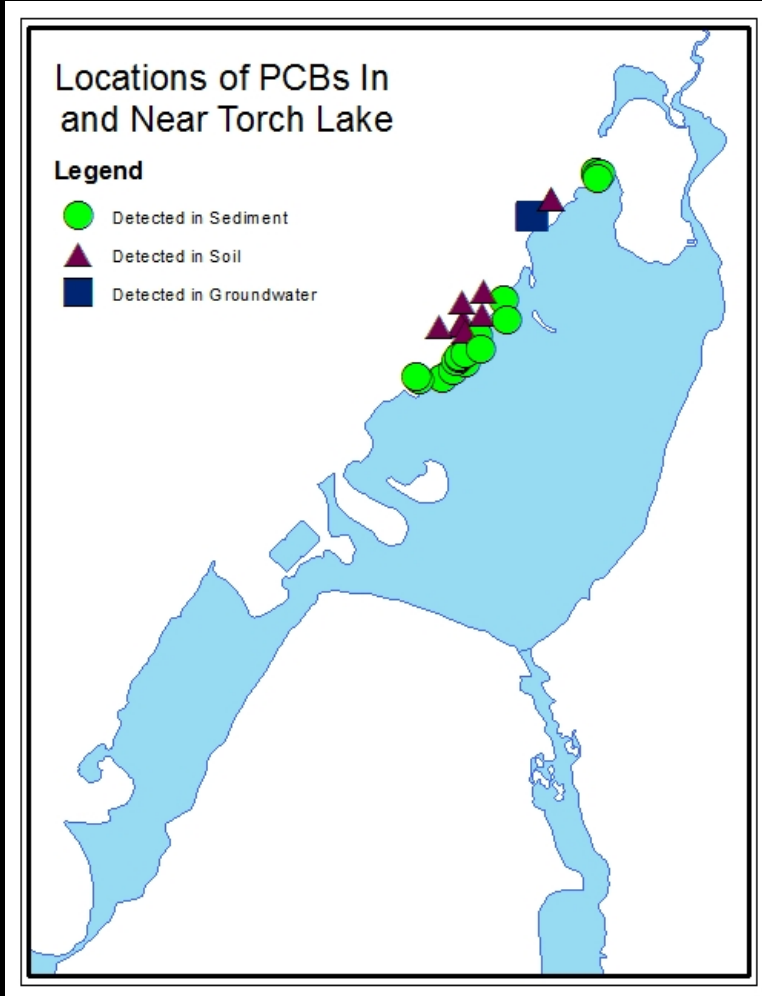 Locations of PCBs In
and Near Torch Lake
Legend
Detected in Sediment
Detected in Soil
Detected in Groundwater